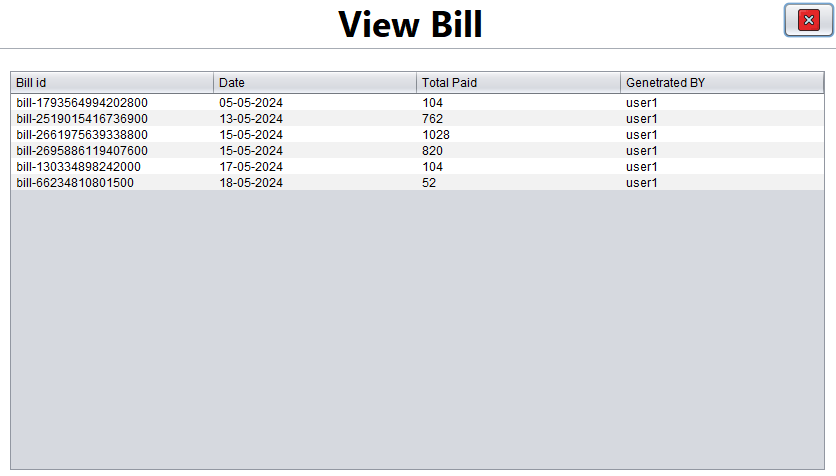 View Bill
Bill id Date Total Paid Genetrated BY
bill-1793564994202800 05-05-2024 104 user1
bill-2519015416736900 13-05-2024 762 user1
bill-2661975639338800 15-05-2024 1028 user1
bill-2695886119407600 15-05-2024 820 user1
bill-130334898242000 17-05-2024 104 user1
bill-66234810801500 18-05-2024 52 user1